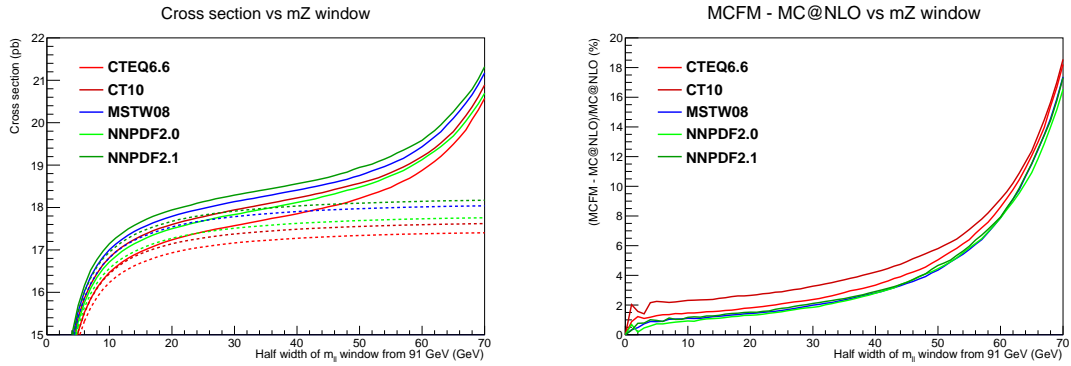 Cross section vs mZ window
Cross section (pb)
22
21
20
19
18
17
16
15
CTEQ6.6
CT10
MSTW08
NNPDF2.0
NNPDF2.1
0 10 20 30 40 50 60 70
Half width of m_ll window from 91 GeV (GeV)
MCFM - MC@NLO vs mZ window
(MCFM - MC@NLO)/MC@NLO (%)
20
18
16
14
12
10
8
6
4
2
0
CTEQ6.6
CT10
MSTW08
NNPDF2.0
NNPDF2.1
0 10 20 30 40 50 60 70
Half width of m_ll window from 91 GeV (GeV)